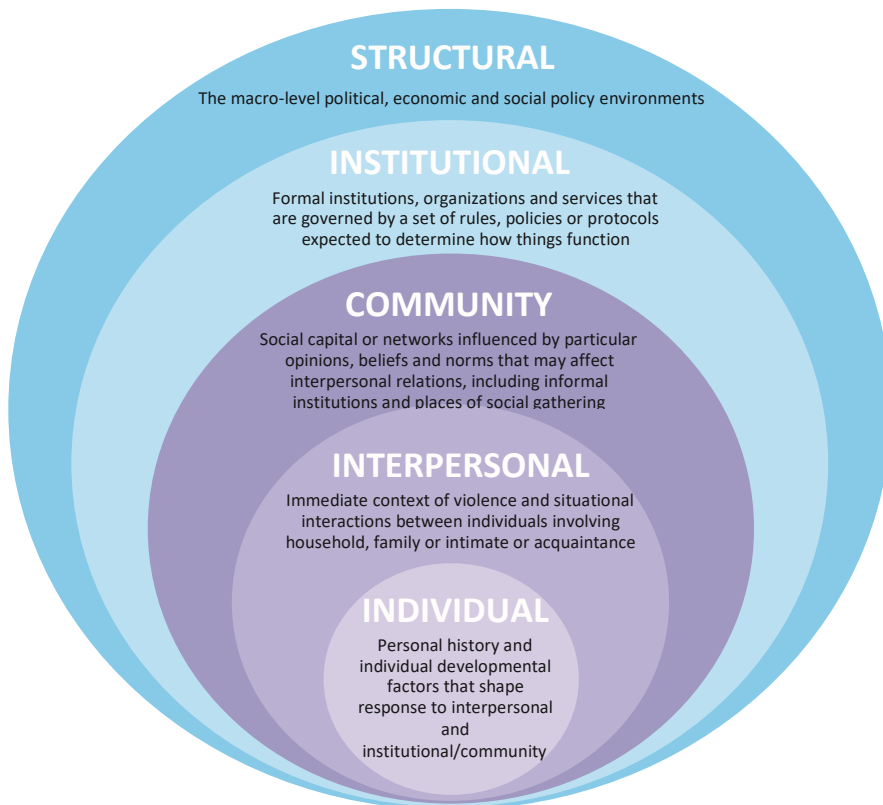 STRUCTURAL
The macro-level political, economic and social policy environments
INSTITUTIONAL
Formal institutions, organizations and services that
are governed by a set of rules, policies or protocols
expected to determine how things function
COMMUNITY
Social capital or networks influenced by particular
opinions, beliefs and norms that may affect
interpersonal relations, including informal
institutions and places of social gathering
INTERPERSONAL
Immediate context of violence and situational
interactions between individuals involving
household, family or intimate or acquaintance
INDIVIDUAL
Personal history and
individual developmental
factors that shape
response to interpersonal
and
institutional/community